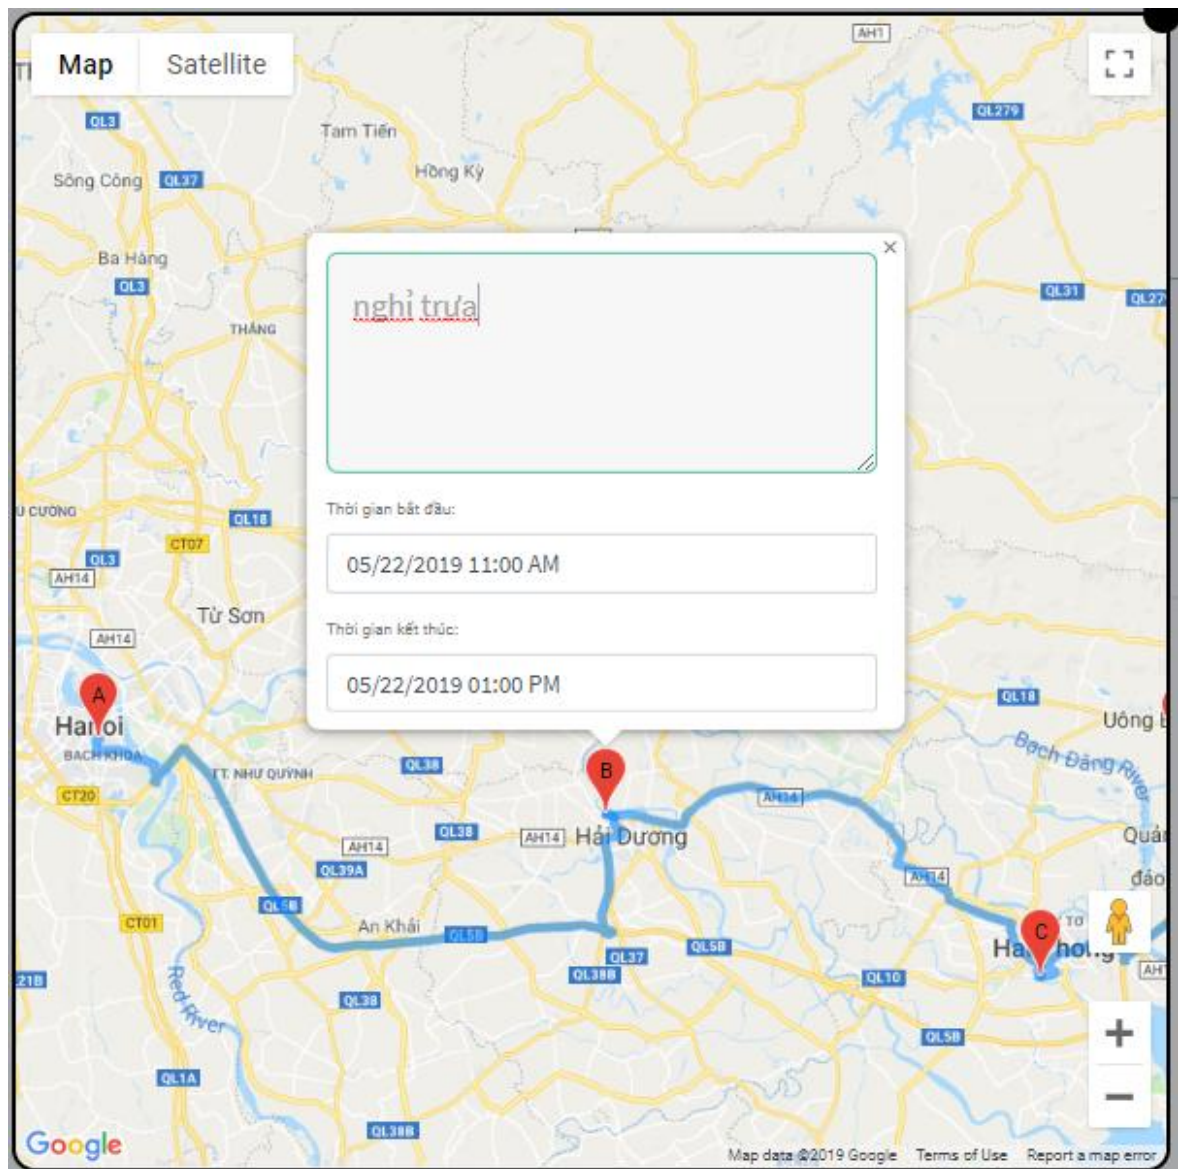 Map
Satellite
AH1
QL279
QL3
Tam Tiến
Hồng Kỳ
Sông Công
QL37
Ba Hàng
QL3
QL31
THẮNG
nghỉ trưa
Thời gian bắt đầu:
05/22/2019 11:00 AM
Thời gian kết thúc:
05/22/2019 01:00 PM
QL18
CT07
QL3
AH14
Từ Sơn
AH14
A
Hanoi
BACH KHOA
TT. NHƯ QUỲNH
CT20
QL38
B
QL18
Bạch Đằng River
AH14
QL38
AH14
Hải Dương
AH14
QL39A
AH14
QL5B
CT01
An Khải
QL5B
QL37
QL38B
QL5B
C
QL10
Red River
QL38
QL5B
QL1A
QL38B
Google
Map data ©2019 Google
Terms of Use
Report a map error